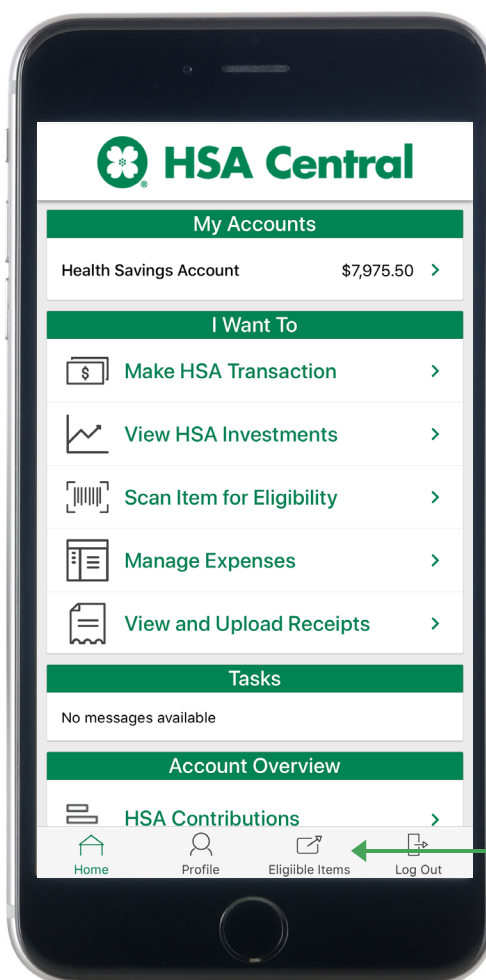 HSA Central
My Accounts
Health Savings Account $7,975.50
I Want To
$ Make HSA Transaction
View HSA Investments
Scan Item for Eligibility
Manage Expenses
View and Upload Receipts
Tasks
No messages available
Account Overview
HSA Contributions
Home Profile Eligiible Items Log Out